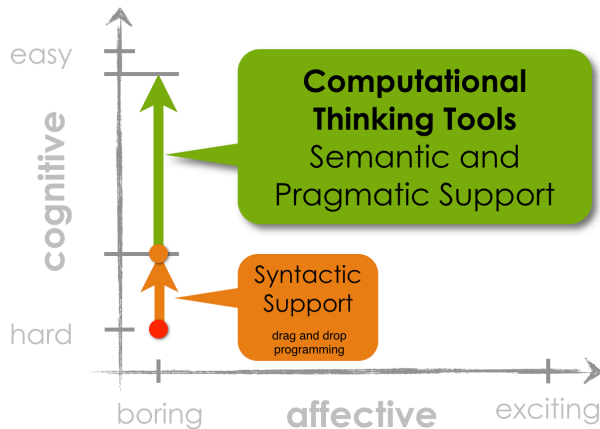 easy
Computational
Thinking Tools
Semantic and
Pragmatic Support
cognitive
Syntactic
Support
drag and drop
programming
hard
boring
affective
exciting